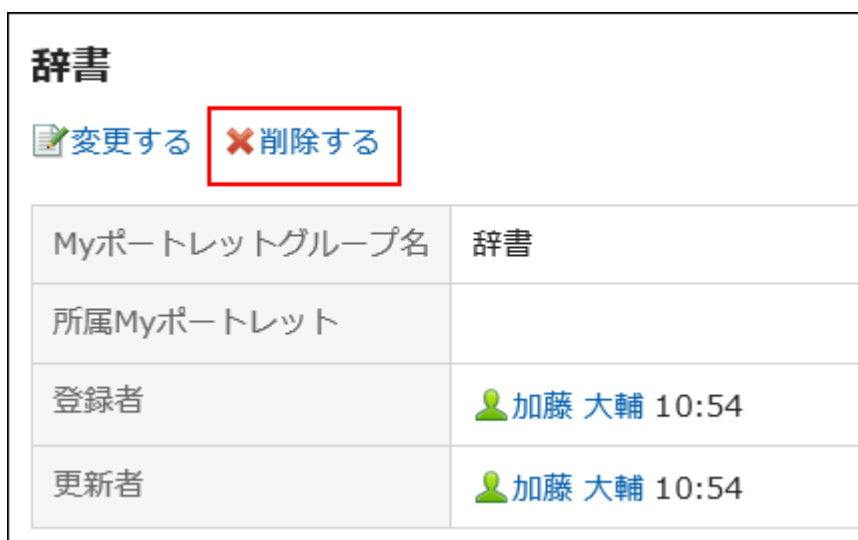 辞書
変更する 削除する
Myポートレットグループ名 辞書
所属Myポートレット
登録者 加藤 大輔 10:54
更新者 加藤 大輔 10:54